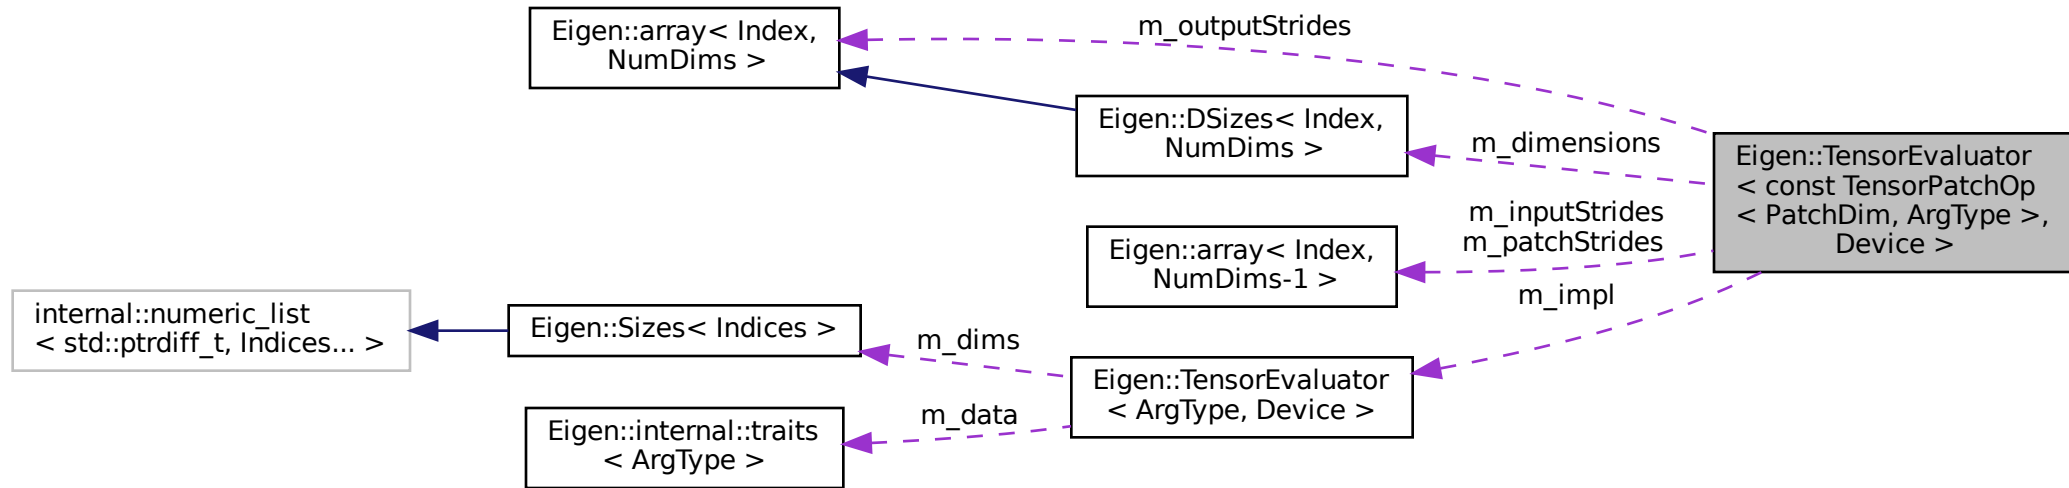 Eigen::array< Index,
NumDims >
m_outputStrides
Eigen::DSizes< Index,
NumDims >
m_dimensions
Eigen::TensorEvaluator
< const TensorPatchOp
< PatchDim, ArgType >,
Device >
m_inputStrides
m_patchStrides
Eigen::array< Index,
NumDims-1 >
m_impl
internal::numeric_list
< std::ptrdiff_t, Indices... >
Eigen::Sizes< Indices >
m_dims
Eigen::TensorEvaluator
< ArgType, Device >
m_data
Eigen::internal::traits
< ArgType >